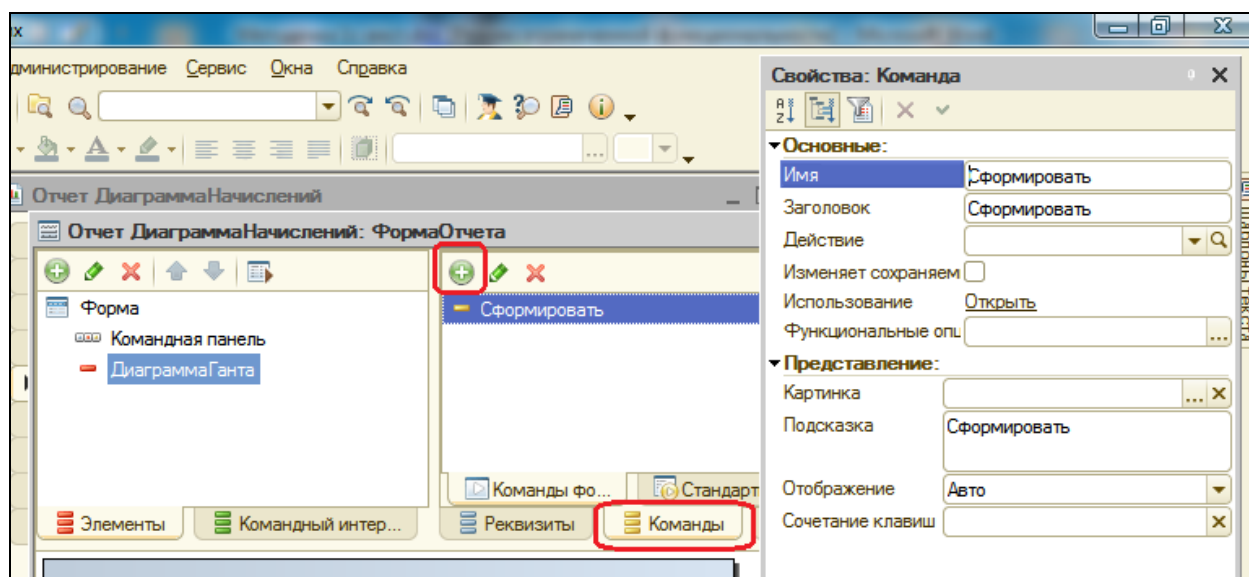 х
дминистрирование Сервис Окна Справка
Отчет ДиаграммаНачислений
Отчет ДиаграммаНачислений: ФормаОтчета
Форма
Командная панель
ДиаграммаГанта
Элементы
Командный интер...
Сформировать
Команды фо...
Стандарт
Реквизиты
Команды
Свойства: Команда
Основные:
Имя Сформировать
Заголовок Сформировать
Действие
Изменяет сохраняем
Использование Открыть
Функциональные опц
Представление:
Картинка
Подсказка Сформировать
Отображение Авто
Сочетание клавиш